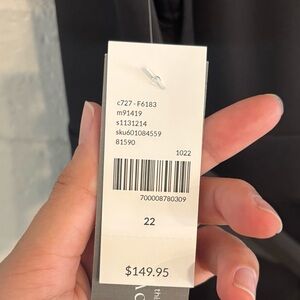 c727 - F6183
m91419
s1131214
sku601084559
81590
1022
700008780309
22
$149.95